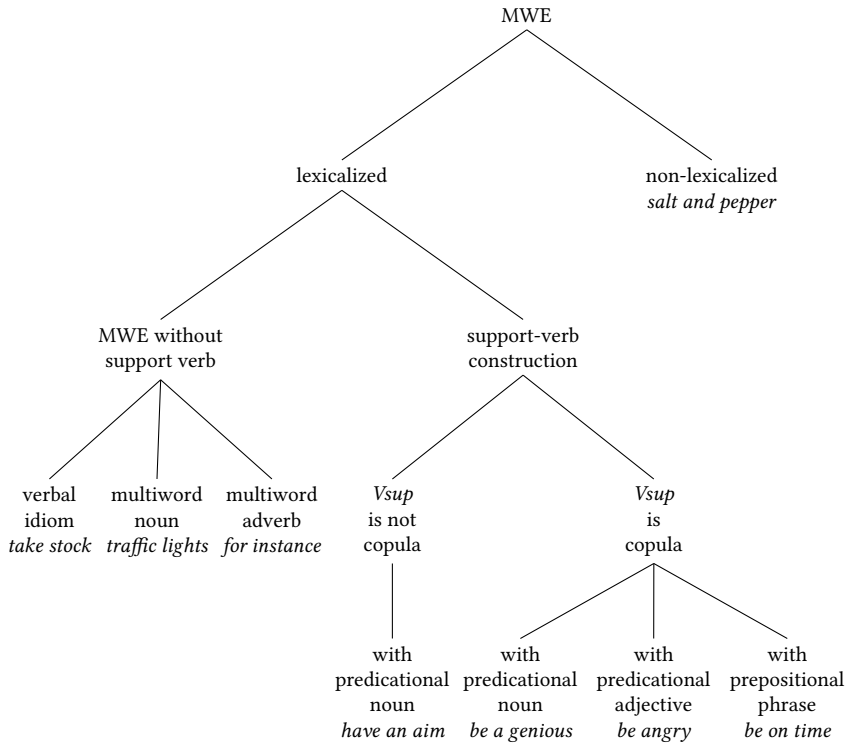 MWE
lexicalized
non-lexicalized
salt and pepper
MWE without
support verb
support-verb
construction
verbal
idiom
take stock
multiword
noun
traffic lights
multiword
adverb
for instance
Vsup
is not
copula
Vsup
is
copula
with
predicational
noun
have an aim
with
predicational
noun
be a genious
with
predicational
adjective
be angry
with
prepositional
phrase
be on time